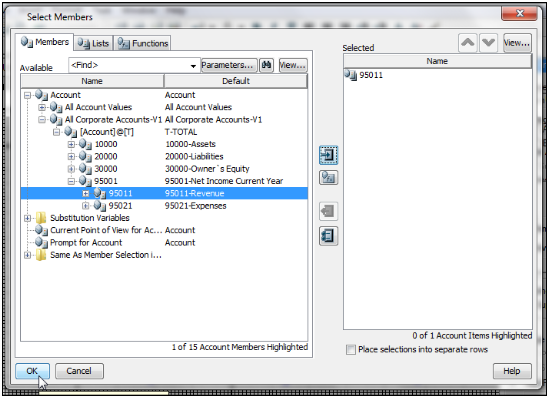 Select Members
Members Lists Functions
Available <Find> Parameters... View...
Name Default
Account Account
All Account Values All Account Values
All Corporate Accounts-V1 All Corporate Accounts-V1
[Account]@[T] T-TOTAL
10000 10000-Assets
20000 20000-Liabilities
30000 30000-Owner`s Equity
95001 95001-Net Income Current Year
95011 95011-Revenue
95021 95021-Expenses
Substitution Variables
Current Point of View for Ac... Account
Prompt for Account Account
Same As Member Selection i...
1 of 15 Account Members Highlighted
Selected View...
Name
95011
0 of 1 Account Items Highlighted
Place selections into separate rows
OK Cancel Help